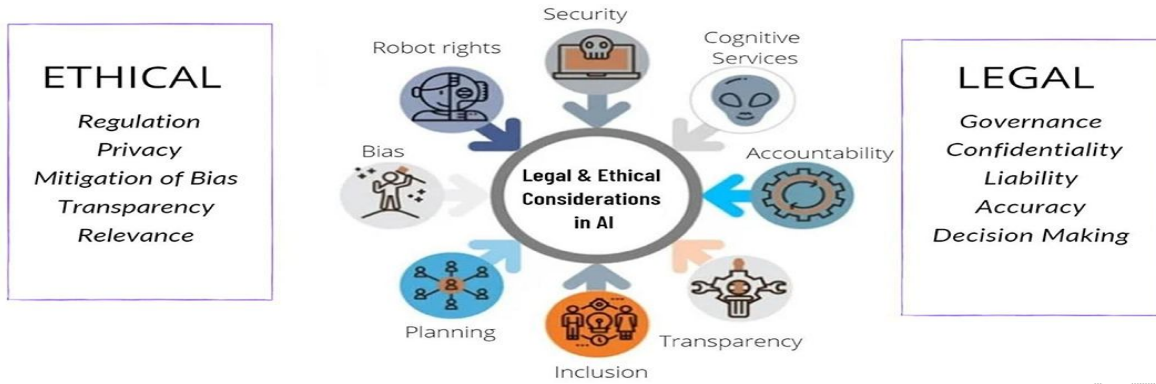 ETHICAL
Regulation
Privacy
Mitigation of Bias
Transparency
Relevance
Security
Robot rights
Cognitive
Services
Bias
Accountability
Legal & Ethical
Considerations
in AI
Planning
Transparency
Inclusion
LEGAL
Governance
Confidentiality
Liability
Accuracy
Decision Making